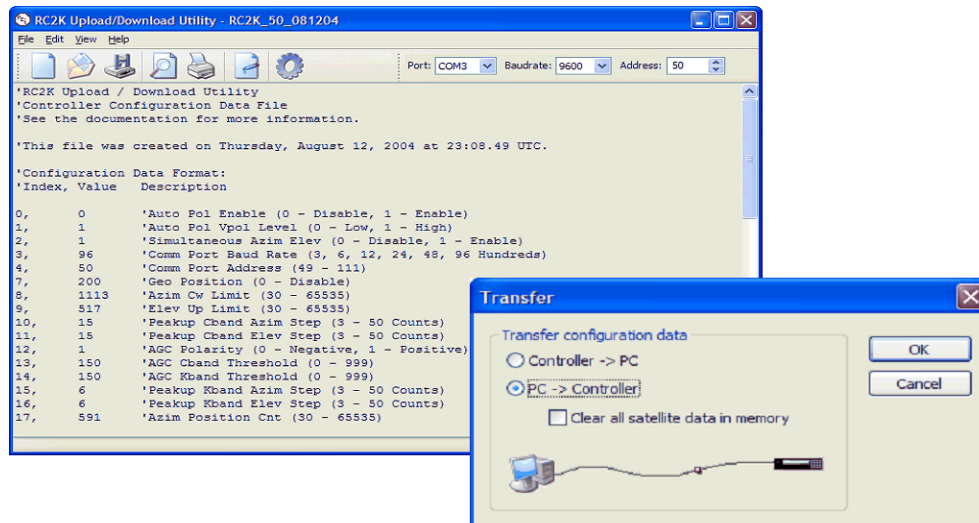 RC2K Upload/Download Utility - RC2K_50_081204
File Edit View Help
Port: COM3 Baudrate: 9600 Address: 50
'RC2K Upload / Download Utility
'Controller Configuration Data File
'See the documentation for more information.
'This file was created on Thursday, August 12, 2004 at 23:08.49 UTC.
'Configuration Data Format:
'Index, Value Description
0, 0 'Auto Pol Enable (0 - Disable, 1 - Enable)
1, 1 'Auto Pol Vpol Level (0 - Low, 1 - High)
2, 1 'Simultaneous Azim Elev (0 - Disable, 1 - Enable)
3, 96 'Comm Port Baud Rate (3, 6, 12, 24, 48, 96 Hundreds)
4, 50 'Comm Port Address (49 - 111)
7, 200 'Geo Position (0 - Disable)
8, 1113 'Azim Cw Limit (30 - 65535)
9, 517 'Elev Up Limit (30 - 65535)
10, 15 'Peakup Cband Azim Step (3 - 50 Counts)
11, 15 'Peakup Cband Elev Step (3 - 50 Counts)
12, 1 'AGC Polarity (0 - Negative, 1 - Positive)
13, 150 'AGC Cband Threshold (0 - 999)
14, 150 'AGC Kband Threshold (0 - 999)
15, 6 'Peakup Kband Azim Step (3 - 50 Counts)
16, 6 'Peakup Kband Elev Step (3 - 50 Counts)
17, 591 'Azim Position Cnt (30 - 65535)
Transfer
Transfer configuration data
Controller -> PC
PC -> Controller
Clear all satellite data in memory
OK
Cancel